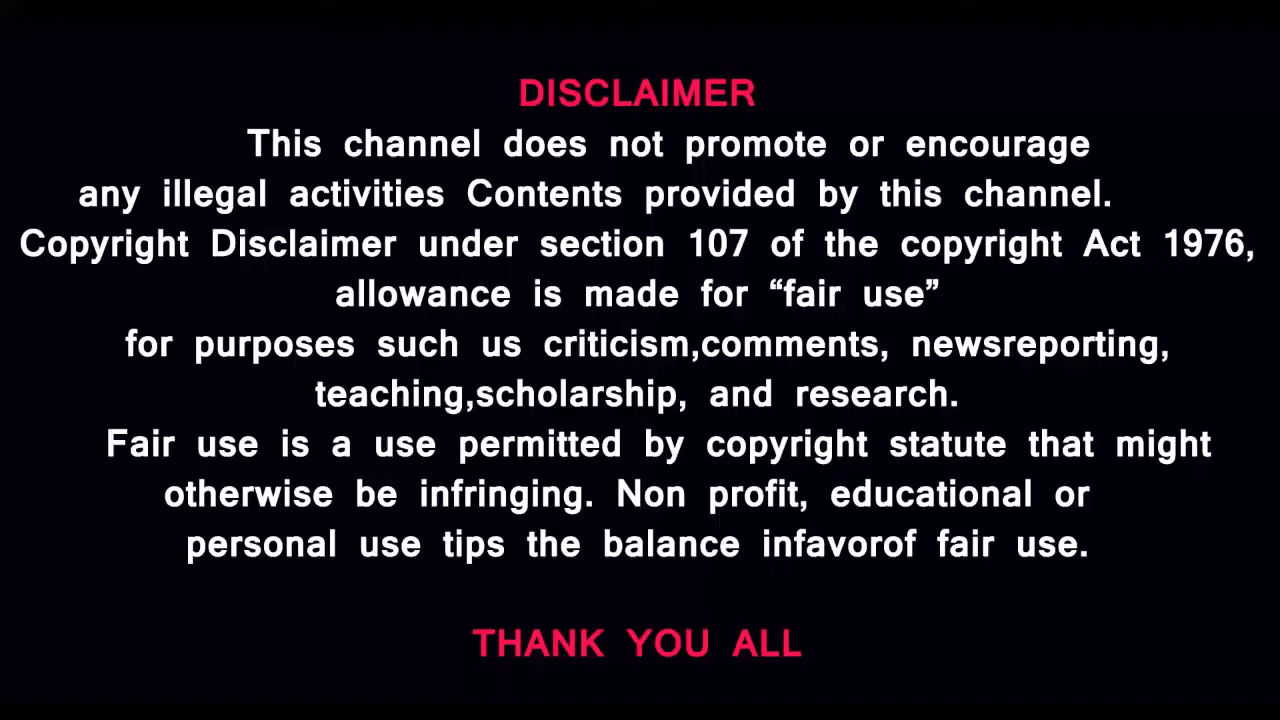 DISCLAIMER
This channel does not promote or encourage
any illegal activities Contents provided by this channel.
Copyright Disclaimer under section 107 of the copyright Act 1976,
allowance is made for “fair use”
for purposes such us criticism,comments, newsreporting,
teaching,scholarship, and research.
Fair use is a use permitted by copyright statute that might
otherwise be infringing. Non profit, educational or
personal use tips the balance infavorof fair use.
THANK YOU ALL